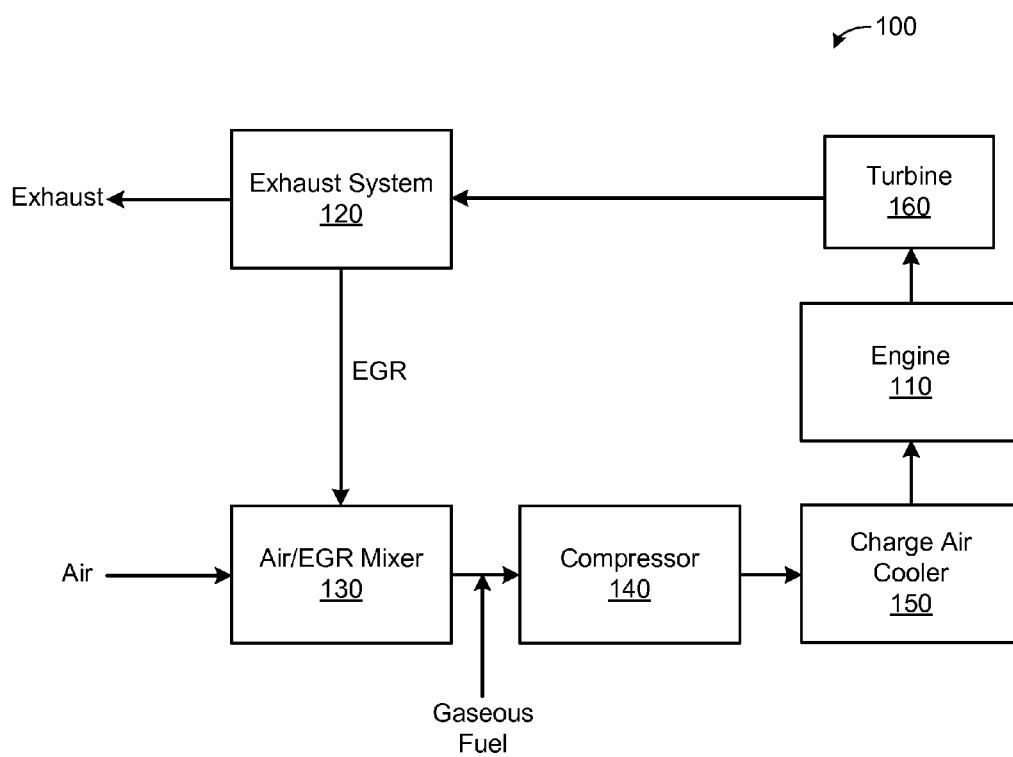 100
Exhaust
Exhaust System
120
Turbine
160
EGR
Engine
110
Air
Air/EGR Mixer
130
Compressor
140
Charge Air
Cooler
150
Gaseous
Fuel